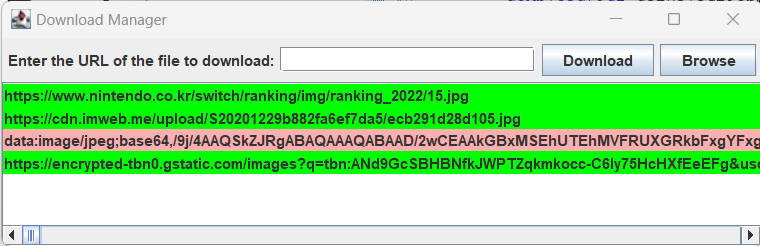 Download Manager
Enter the URL of the file to download:
Download
Browse
https://www.nintendo.co.kr/switch/ranking/img/ranking_2022/15.jpg
https://cdn.imweb.me/upload/S20201229b882fa6ef7da5/ecb291d28d105.jpg
data:image/jpeg;base64,/9j/4AAQSkZJRgABAQAAAQABAAD/2wCEAAkGBxMSEhUTEhMVFRUXGRkbFxgYFxg
https://encrypted-tbn0.gstatic.com/images?q=tbn:ANd9GcSBHBNfkJWPTZqkmkocc-C6Iy75HcHXfEeEFg&usc